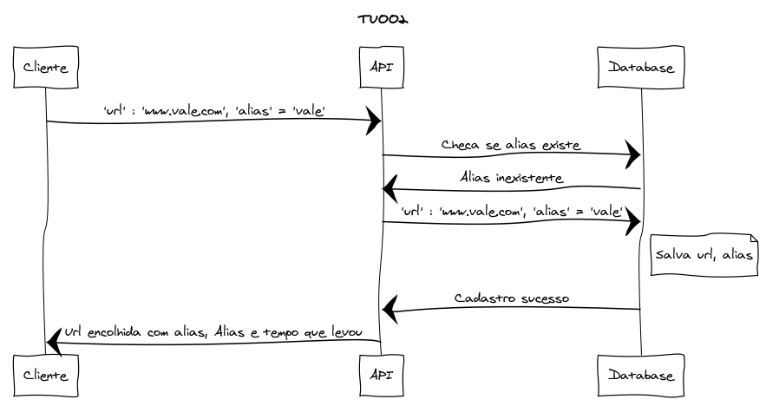 TU002
Cliente API Database
'url' : 'www.vale.com', 'alias' = 'vale'
Checa se alias existe
Alias inexistente
'url' : 'www.vale.com', 'alias' = 'vale'
Salva url, alias
Cadastro sucesso
Url encolhida com alias, Alias e tempo que levou
Cliente API Database